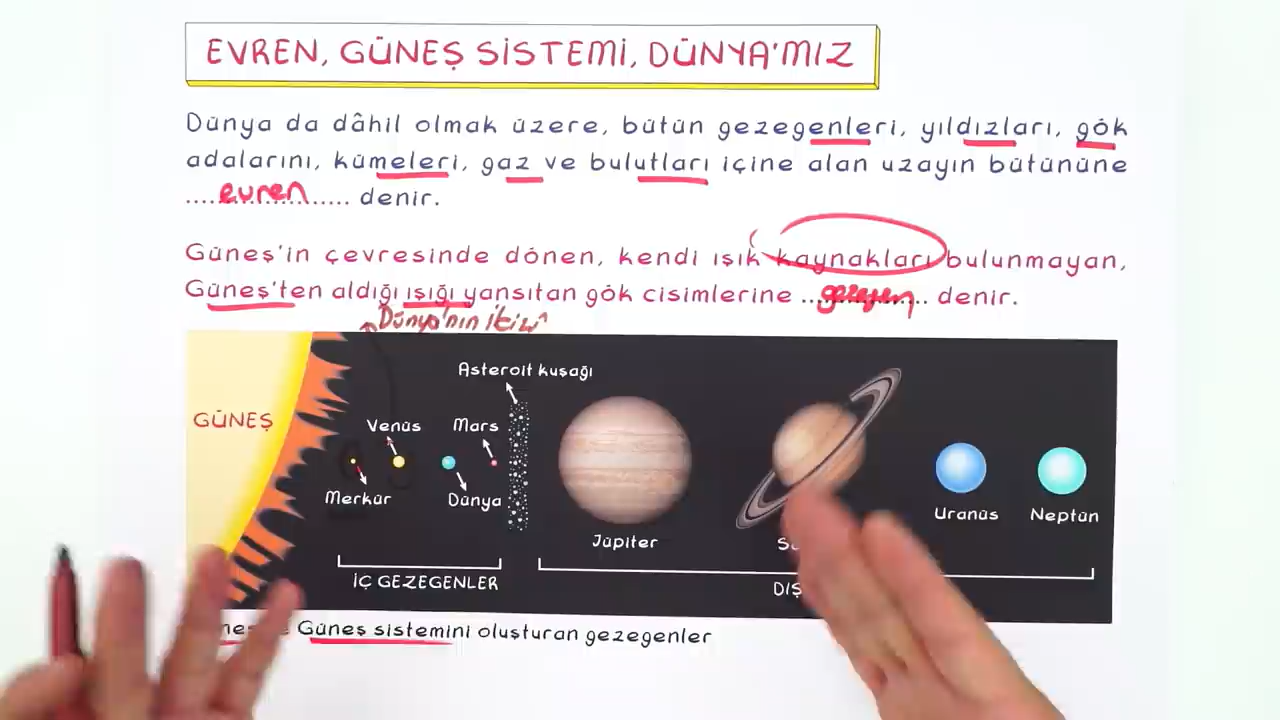 EVREN, GÜNEŞ SİSTEMİ, DÜNYA'MIZ
Dünya da dâhil olmak üzere, bütün gezegenleri, yıldızları, gök
adalarını, kümeleri, gaz ve bulutları içine alan uzayın bütününe
....evren.... denir.
Güneş'in çevresinde dönen, kendi ışık kaynakları bulunmayan,
Güneş'ten aldığı ışığı yansıtan gök cisimlerine ...gezegen... denir.
Dünya'nın ikizi
Asteroit kuşağı
GÜNEŞ
Venüs
Mars
Merkür
Dünya
Uranüs
Neptün
Jüpiter
İÇ GEZEGENLER
DIŞ
Güneş sistemini oluşturan gezegenler